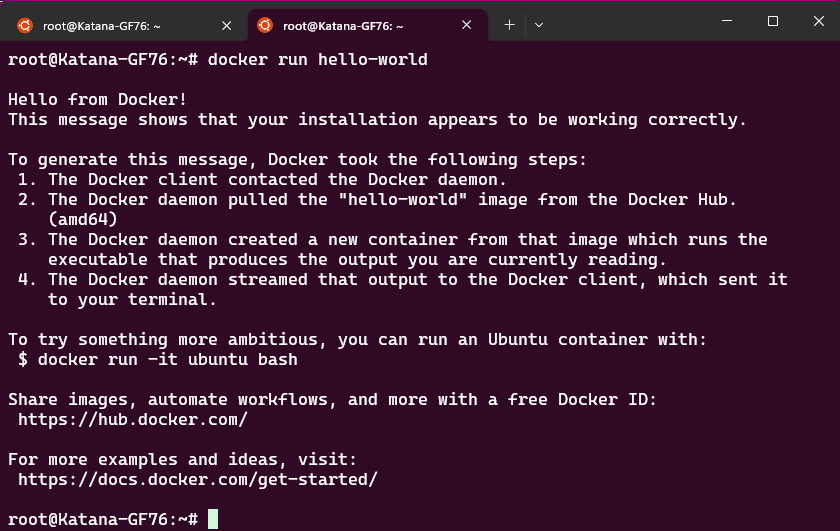 root@Katana-GF76: ~
root@Katana-GF76: ~
root@Katana-GF76:~# docker run hello-world
Hello from Docker!
This message shows that your installation appears to be working correctly.
To generate this message, Docker took the following steps:
1. The Docker client contacted the Docker daemon.
2. The Docker daemon pulled the "hello-world" image from the Docker Hub.
(amd64)
3. The Docker daemon created a new container from that image which runs the
executable that produces the output you are currently reading.
4. The Docker daemon streamed that output to the Docker client, which sent it
to your terminal.
To try something more ambitious, you can run an Ubuntu container with:
$ docker run -it ubuntu bash
Share images, automate workflows, and more with a free Docker ID:
https://hub.docker.com/
For more examples and ideas, visit:
https://docs.docker.com/get-started/
root@Katana-GF76:~#